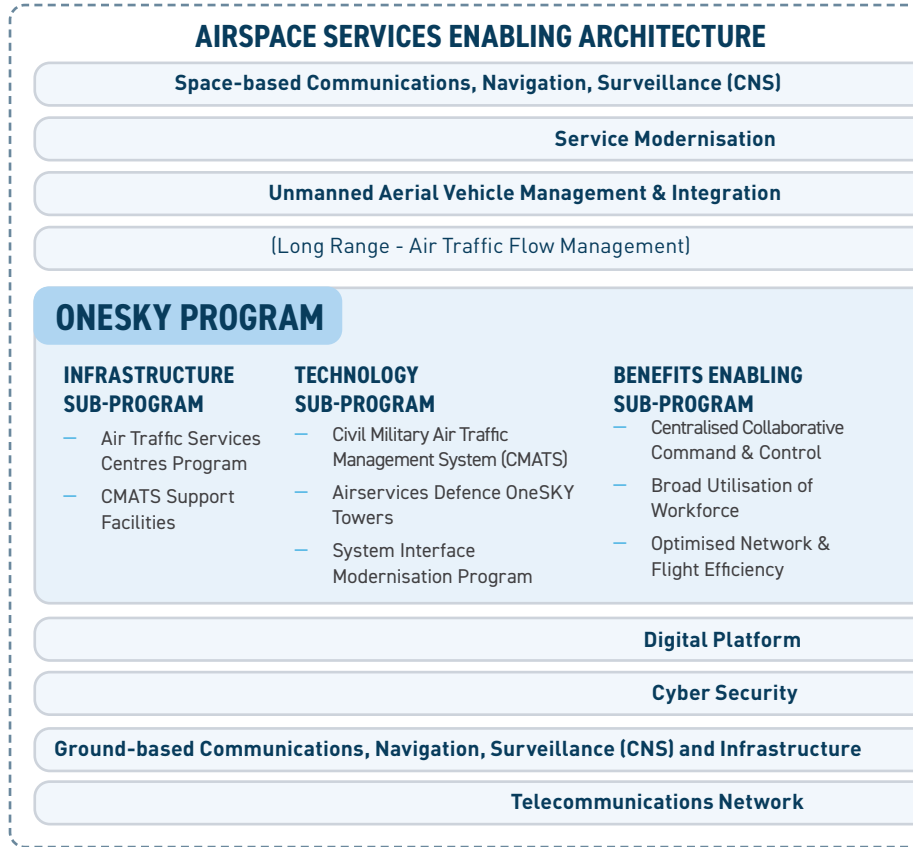 AIRSPACE SERVICES ENABLING ARCHITECTURE
Space-based Communications, Navigation, Surveillance (CNS)
Service Modernisation
Unmanned Aerial Vehicle Management & Integration
(Long Range - Air Traffic Flow Management)
ONESKY PROGRAM
INFRASTRUCTURE
SUB-PROGRAM
— Air Traffic Services
Centres Program
— CMATS Support
Facilities
TECHNOLOGY
SUB-PROGRAM
— Civil Military Air Traffic
Management System (CMATS)
— Airservices Defence OneSKY
Towers
— System Interface
Modernisation Program
BENEFITS ENABLING
SUB-PROGRAM
— Centralised Collaborative
Command & Control
— Broad Utilisation of
Workforce
— Optimised Network &
Flight Efficiency
Digital Platform
Cyber Security
Ground-based Communications, Navigation, Surveillance (CNS) and Infrastructure
Telecommunications Network